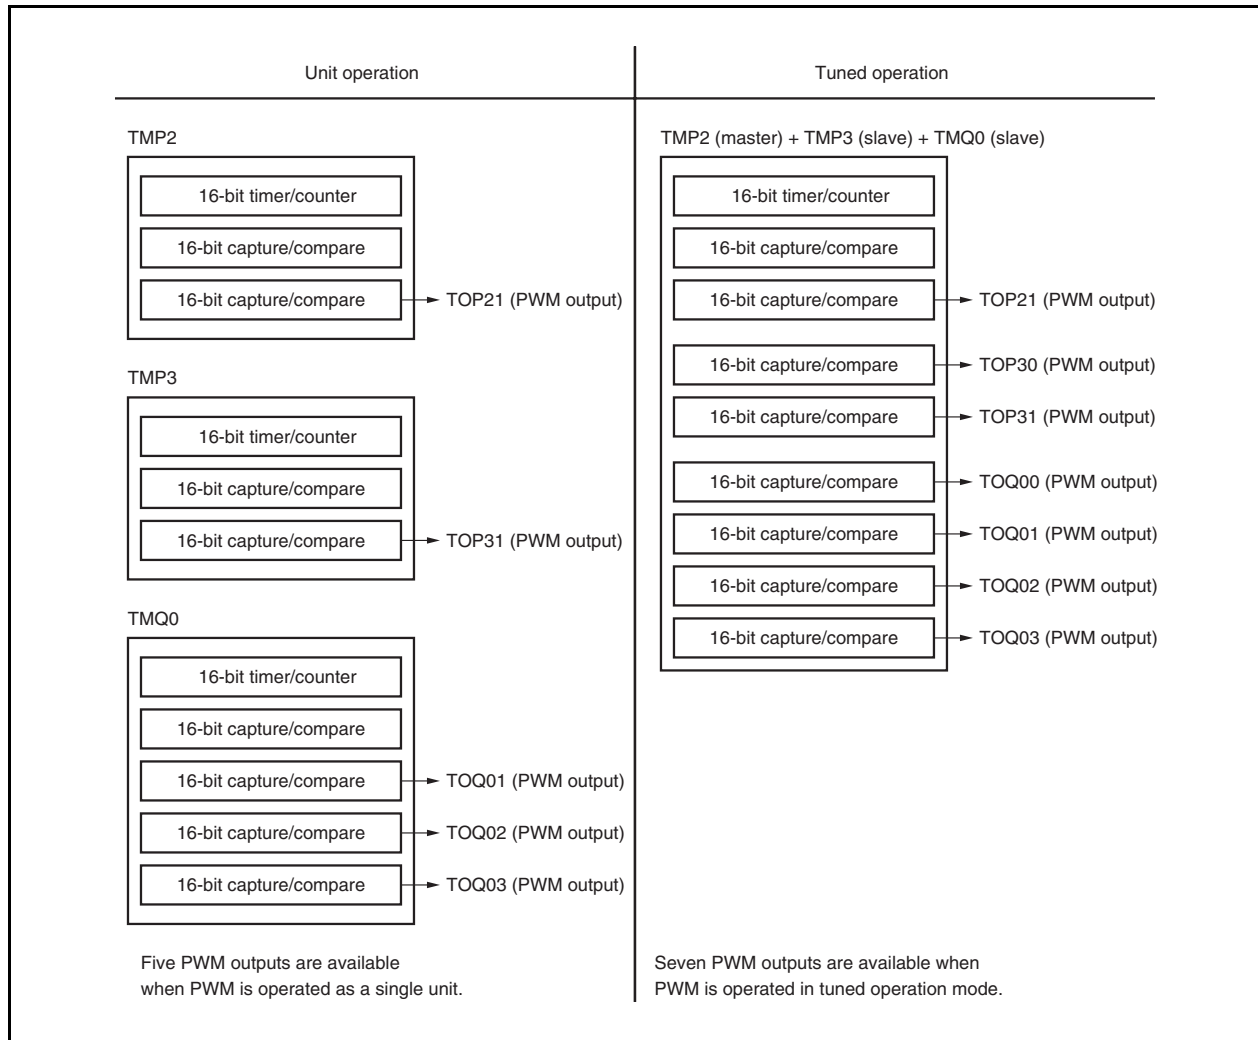 Unit operation
Tuned operation
TMP2
16-bit timer/counter
16-bit capture/compare
16-bit capture/compare
TOP21 (PWM output)
TMP3
16-bit timer/counter
16-bit capture/compare
16-bit capture/compare
TOP31 (PWM output)
TMQ0
16-bit timer/counter
16-bit capture/compare
16-bit capture/compare
TOQ01 (PWM output)
16-bit capture/compare
TOQ02 (PWM output)
16-bit capture/compare
TOQ03 (PWM output)
Five PWM outputs are available
when PWM is operated as a single unit.
TMP2 (master) + TMP3 (slave) + TMQ0 (slave)
16-bit timer/counter
16-bit capture/compare
16-bit capture/compare
TOP21 (PWM output)
16-bit capture/compare
TOP30 (PWM output)
16-bit capture/compare
TOP31 (PWM output)
16-bit capture/compare
TOQ00 (PWM output)
16-bit capture/compare
TOQ01 (PWM output)
16-bit capture/compare
TOQ02 (PWM output)
16-bit capture/compare
TOQ03 (PWM output)
Seven PWM outputs are available when
PWM is operated in tuned operation mode.